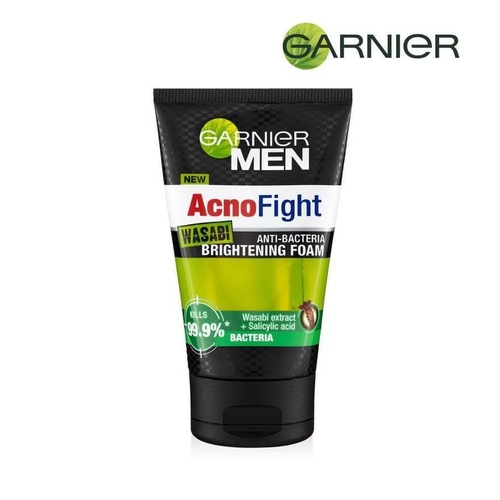 GARNIER
GARNIER
MEN
NEW
AcnoFight
WASABI
ANTI-BACTERIA
BRIGHTENING FOAM
KILLS
99.9%*
BACTERIA
Wasabi extract
+ Salicylic acid